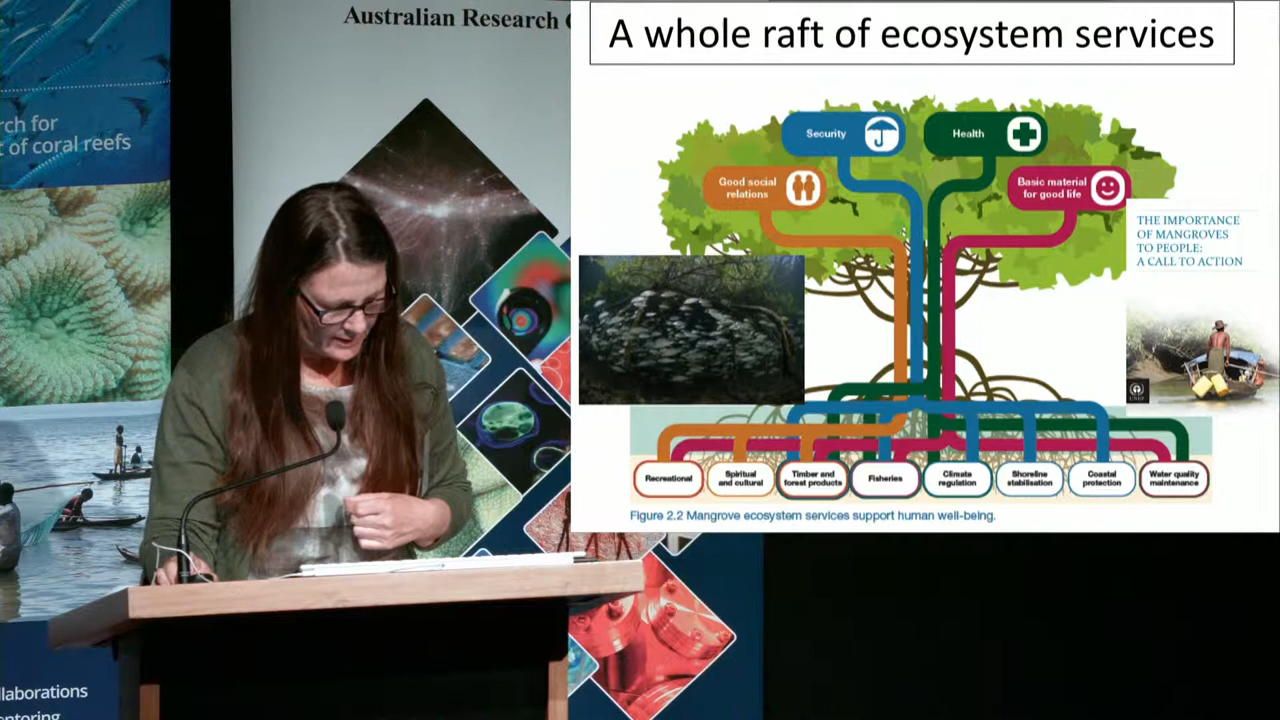 Australian Research
rch for
t of coral reefs
llaborations
ntoring
A whole raft of ecosystem services
Security
Health
Good social
relations
Basic material
for good life
THE IMPORTANCE
OF MANGROVES
TO PEOPLE:
A CALL TO ACTION
UNEP
Recreational
Spiritual
and cultural
Timber and
forest products
Fisheries
Climate
regulation
Shoreline
stabilisation
Coastal
protection
Water quality
maintenance
Figure 2.2 Mangrove ecosystem services support human well-being.